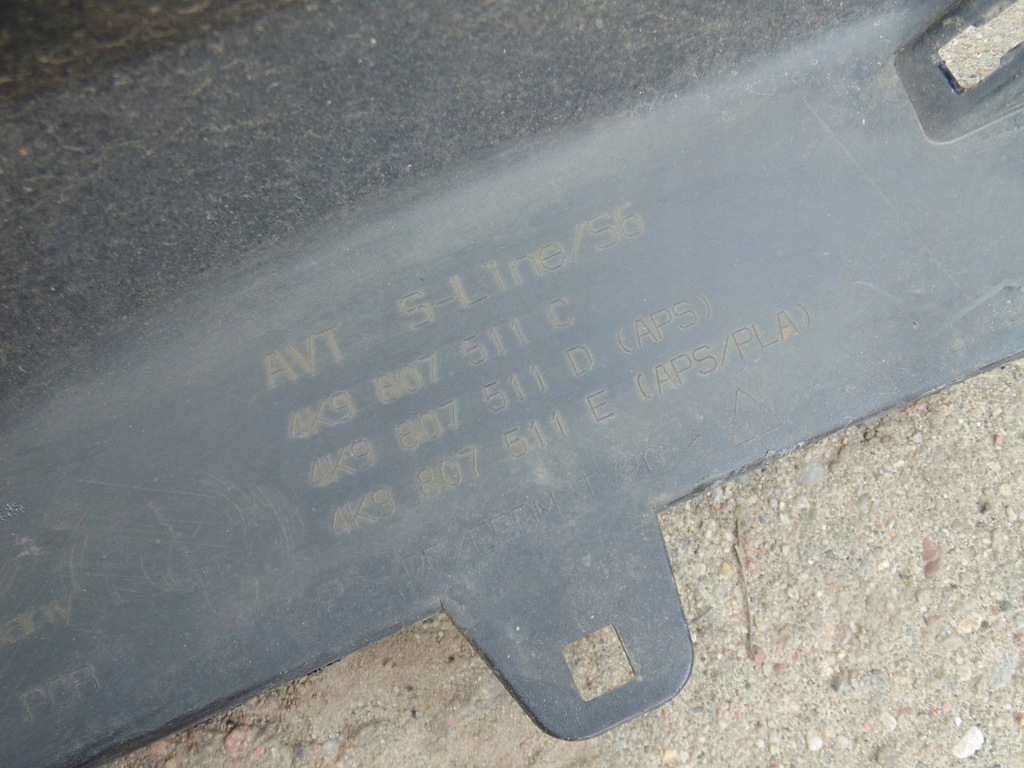 AVT S-Line/S6
4K9 807 511 C
4K9 807 511 D (APS)
4K9 807 511 E (APS/PLA)